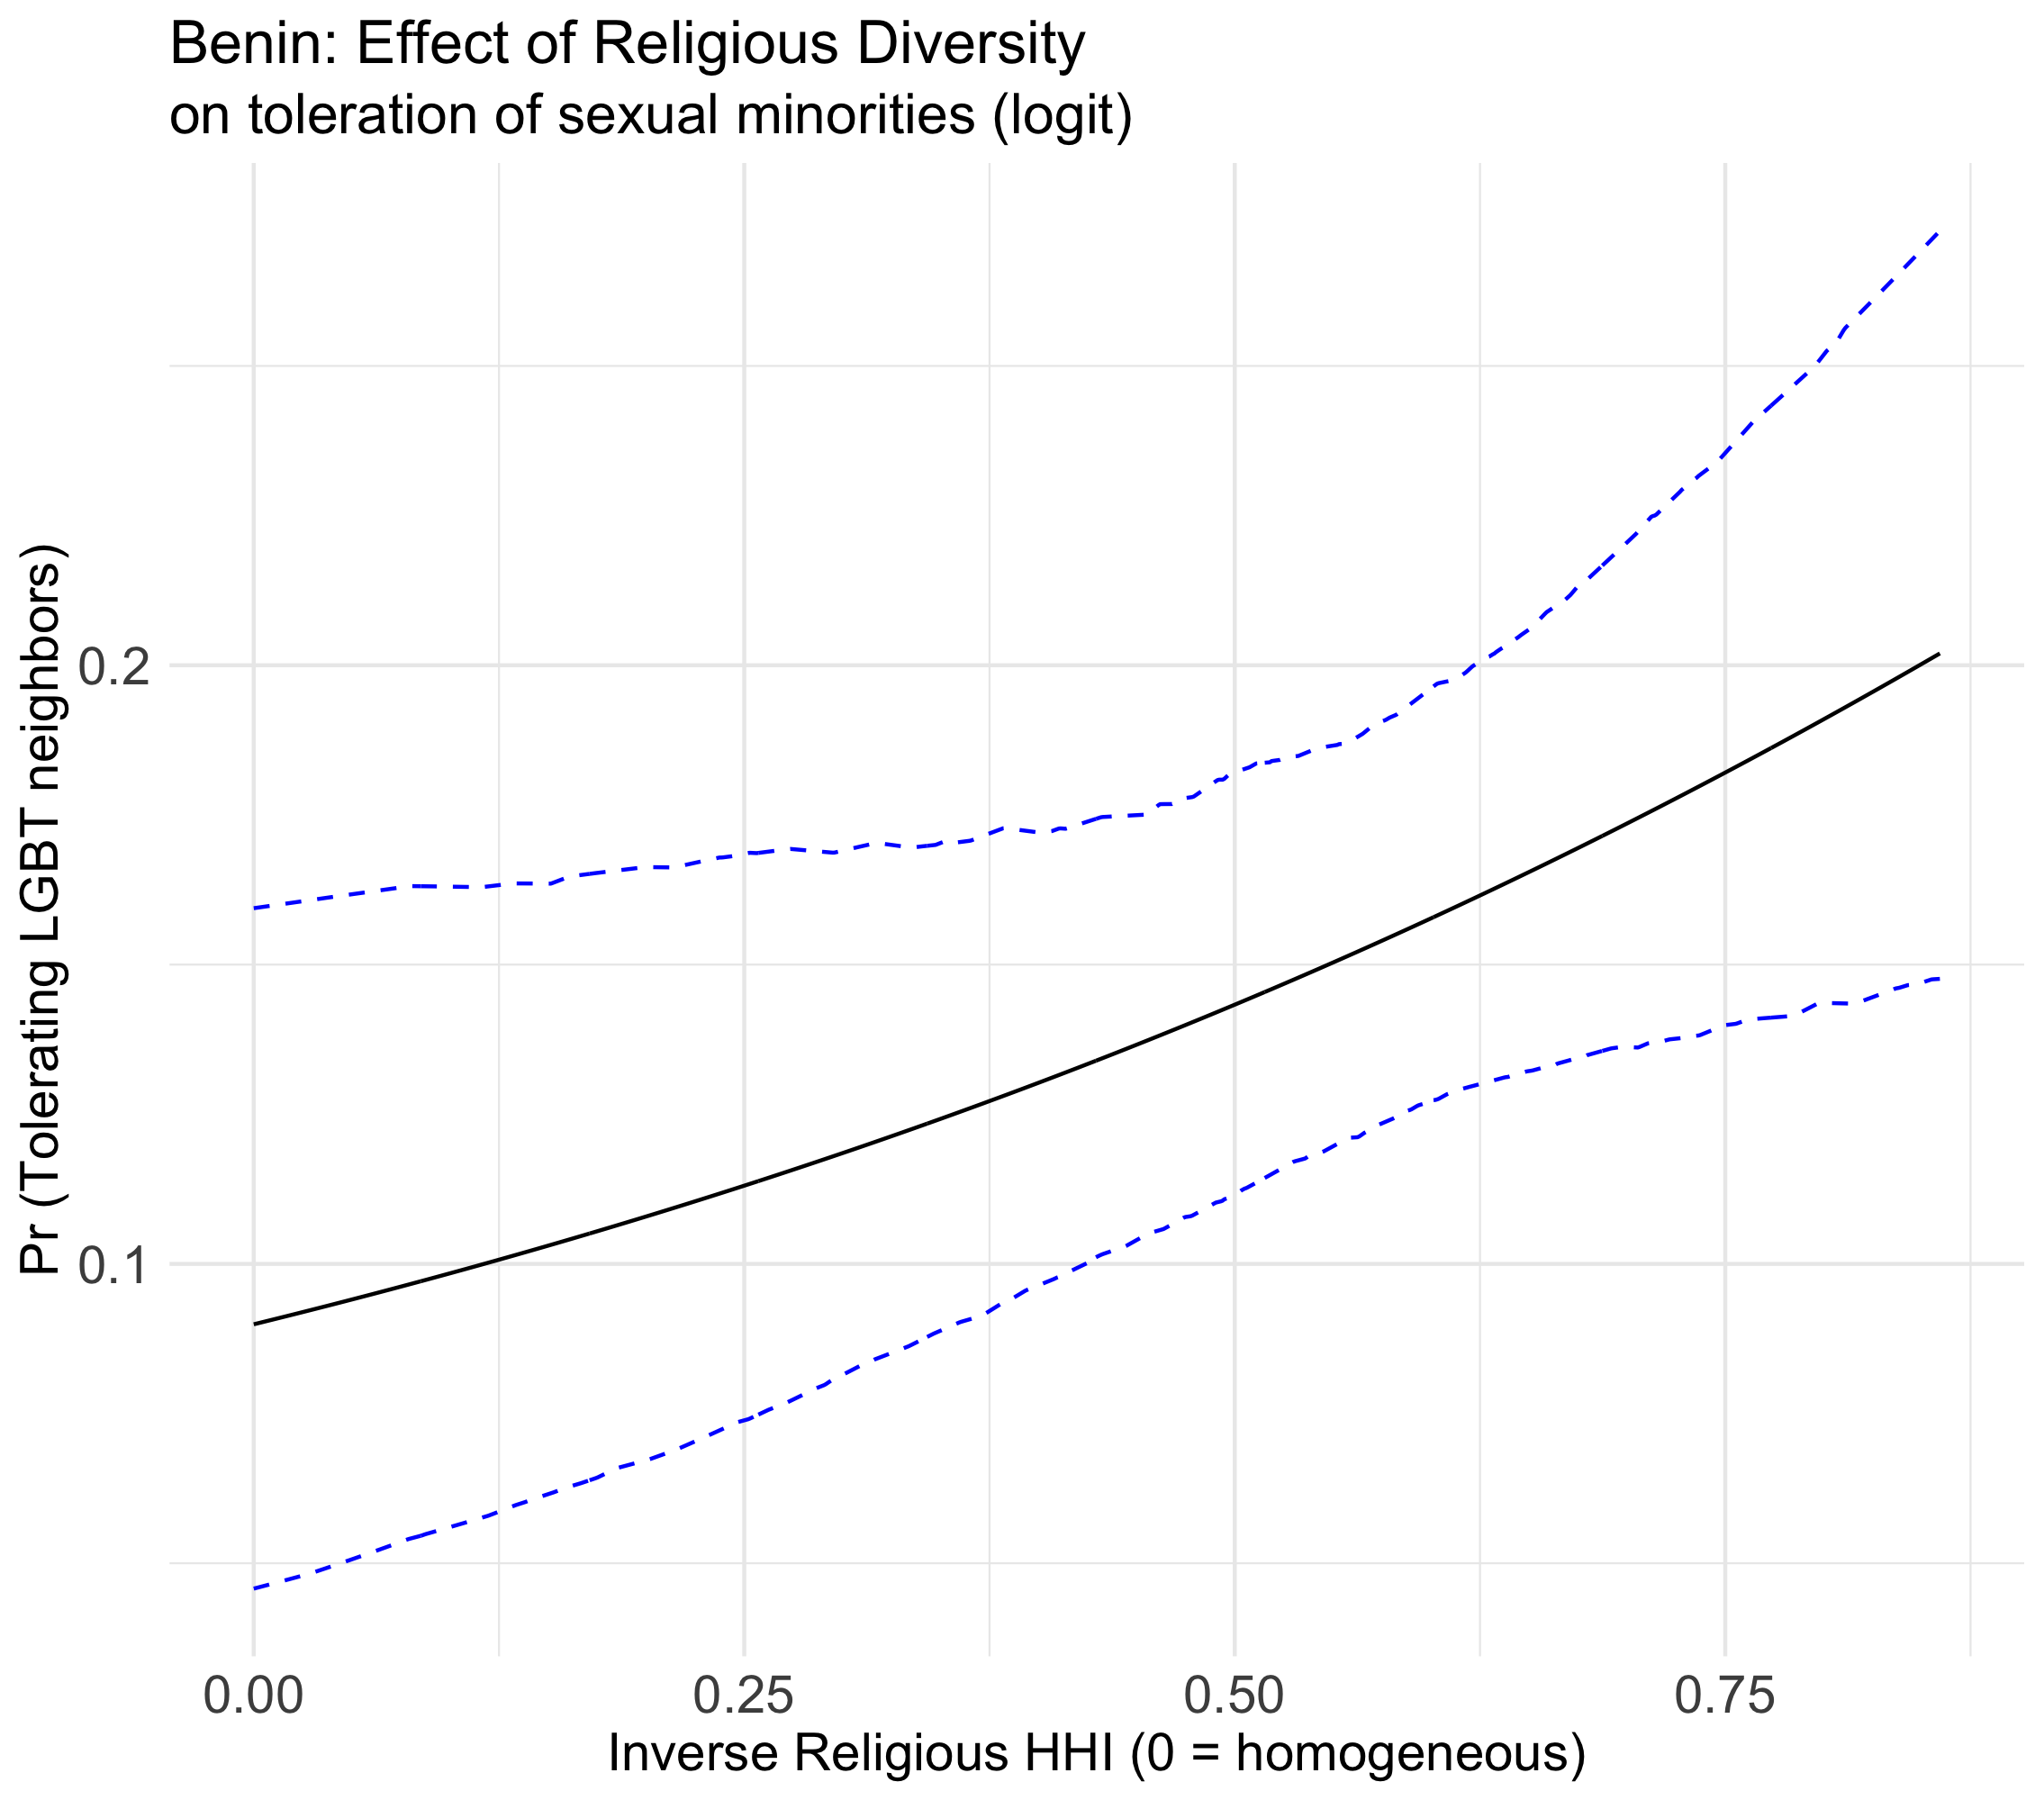 Benin: Effect of Religious Diversity
on toleration of sexual minorities (logit)
Pr (Tolerating LGBT neighbors)
0.2
0.1
0.00 0.25 0.50 0.75
Inverse Religious HHI (0 = homogeneous)